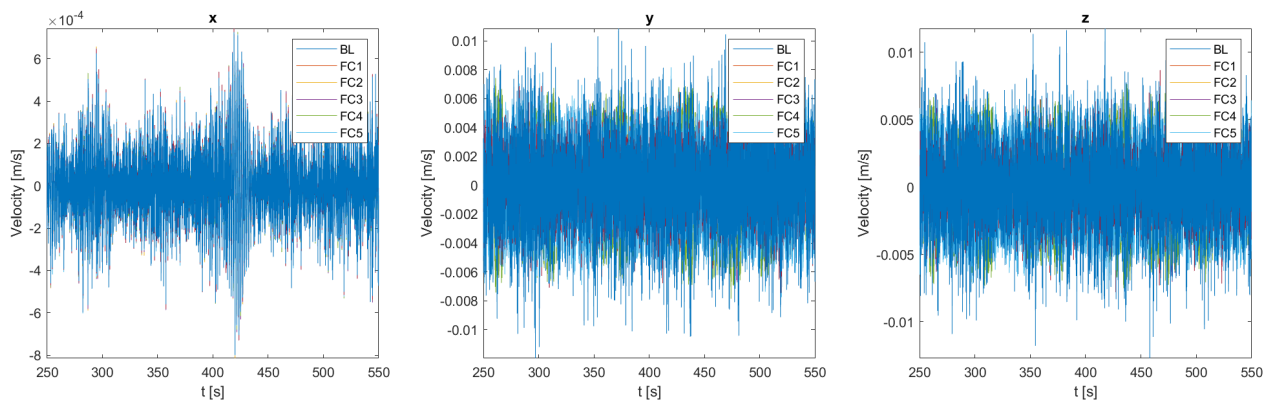 x
×10⁻⁴
6
4
2
0
-2
-4
-6
-8
250 300 350 400 450 500 550
Velocity [m/s]
t [s]
BL
FC1
FC2
FC3
FC4
FC5
y
0.01
0.008
0.006
0.004
0.002
0
-0.002
-0.004
-0.006
-0.008
-0.01
250 300 350 400 450 500 550
Velocity [m/s]
t [s]
BL
FC1
FC2
FC3
FC4
FC5
z
0.01
0.005
0
-0.005
-0.01
250 300 350 400 450 500 550
Velocity [m/s]
t [s]
BL
FC1
FC2
FC3
FC4
FC5